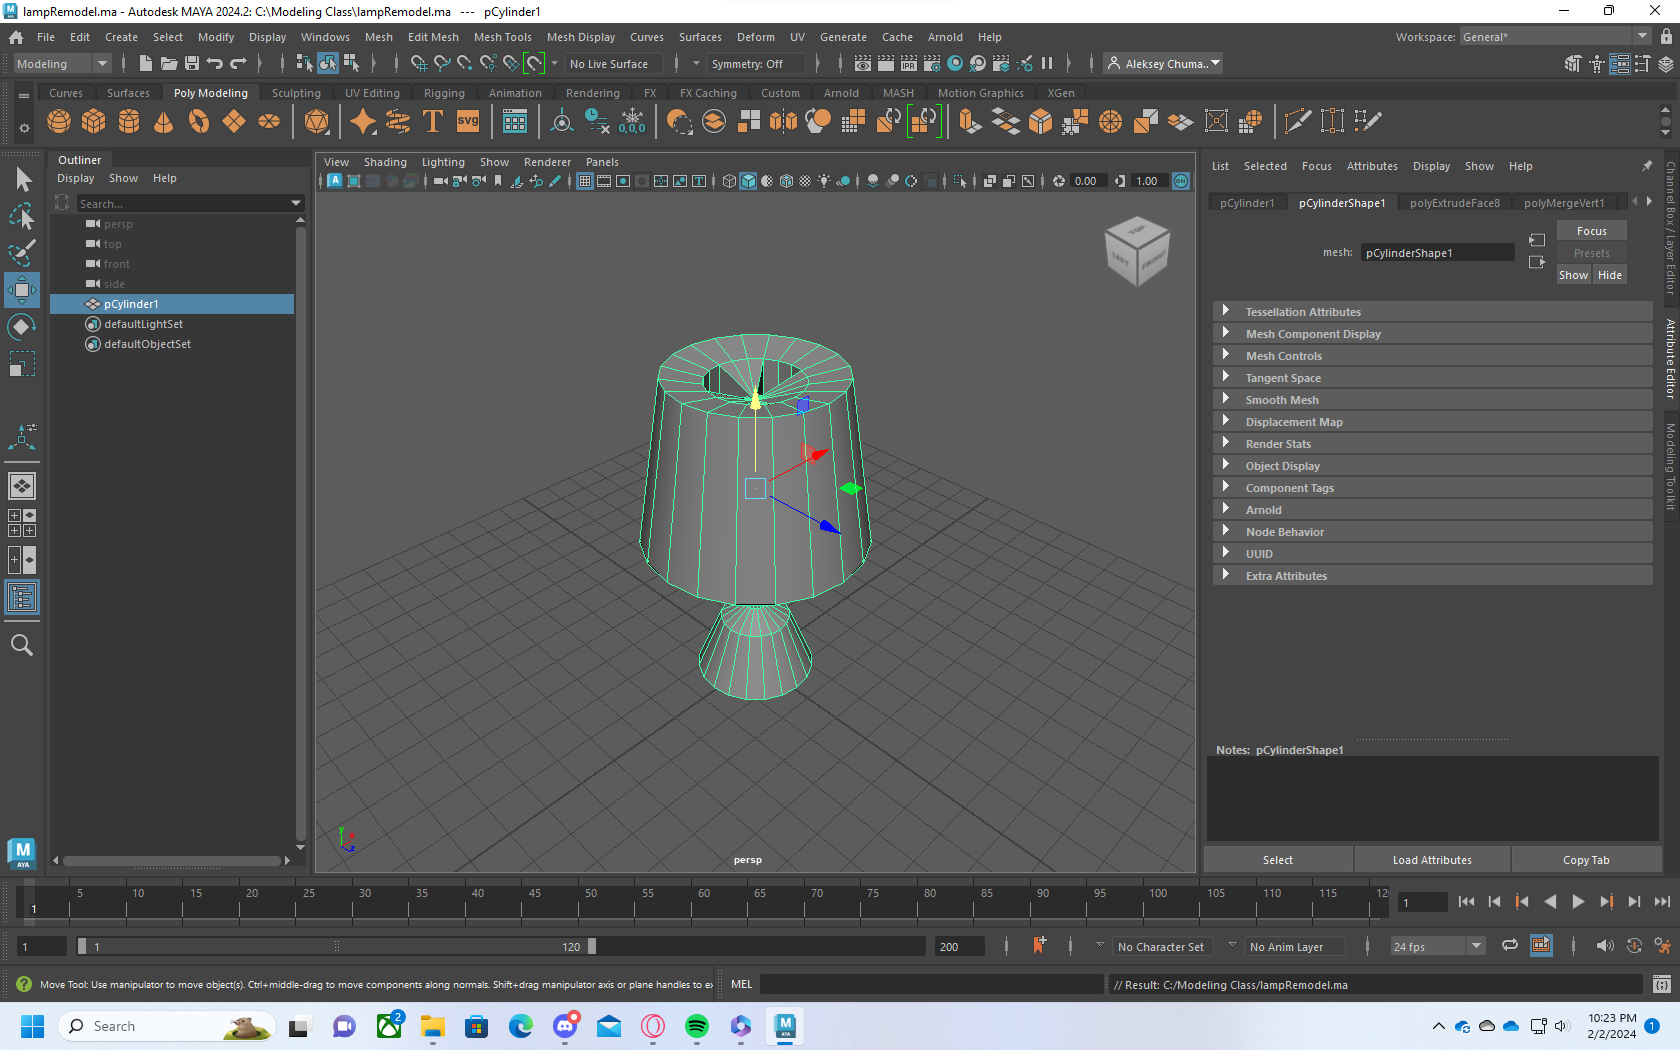 lampRemodel.ma - Autodesk MAYA 2024.2: C:\Modeling Class\lampRemodel.ma --- pCylinder1
File Edit Create Select Modify Display Windows Mesh Edit Mesh Mesh Tools Mesh Display Curves Surfaces Deform UV Generate Cache Arnold Help Workspace: General*
Modeling No Live Surface Symmetry: Off Aleksey Chuma..
Curves Surfaces Poly Modeling Sculpting UV Editing Rigging Animation Rendering FX FX Caching Custom Arnold MASH Motion Graphics XGen
T svg 0,0,0
Outliner
Display Show Help
Search...
persp
top
front
side
pCylinder1
defaultLightSet
defaultObjectSet
View Shading Lighting Show Renderer Panels
0.00 1.00
TOP
LEFT FRONT
y
z
persp
List Selected Focus Attributes Display Show Help
pCylinder1 pCylinderShape1 polyExtrudeFace8 polyMergeVert1
Focus
mesh: pCylinderShape1 Presets
Show Hide
Tessellation Attributes
Mesh Component Display
Mesh Controls
Tangent Space
Smooth Mesh
Displacement Map
Render Stats
Object Display
Component Tags
Arnold
Node Behavior
UUID
Extra Attributes
Notes: pCylinderShape1
Select Load Attributes Copy Tab
Channel Box / Layer Editor
Attribute Editor
Modeling Toolkit
M
AYA
5 10 15 20 25 30 35 40 45 50 55 60 65 70 75 80 85 90 95 100 105 110 115 12
1 1
1 1 120 200 No Character Set No Anim Layer 24 fps
Move Tool: Use manipulator to move object(s). Ctrl+middle-drag to move components along normals. Shift+drag manipulator axis or plane handles to ex MEL // Result: C:/Modeling Class/lampRemodel.ma
Search 2 10:23 PM
2/2/2024 1